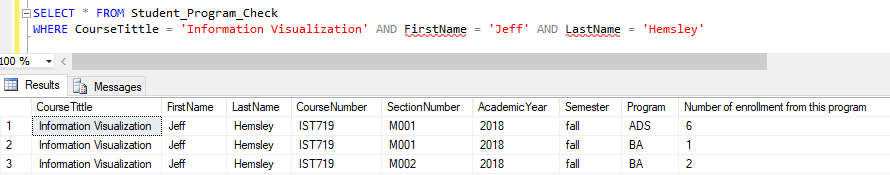 SELECT * FROM Student_Program_Check
WHERE CourseTittle = 'Information Visualization' AND FirstName = 'Jeff' AND LastName = 'Hemsley'
100 %
Results Messages
CourseTittle FirstName LastName CourseNumber SectionNumber AcademicYear Semester Program Number of enrollment from this program
1 Information Visualization Jeff Hemsley IST719 M001 2018 fall ADS 6
2 Information Visualization Jeff Hemsley IST719 M001 2018 fall BA 1
3 Information Visualization Jeff Hemsley IST719 M002 2018 fall BA 2